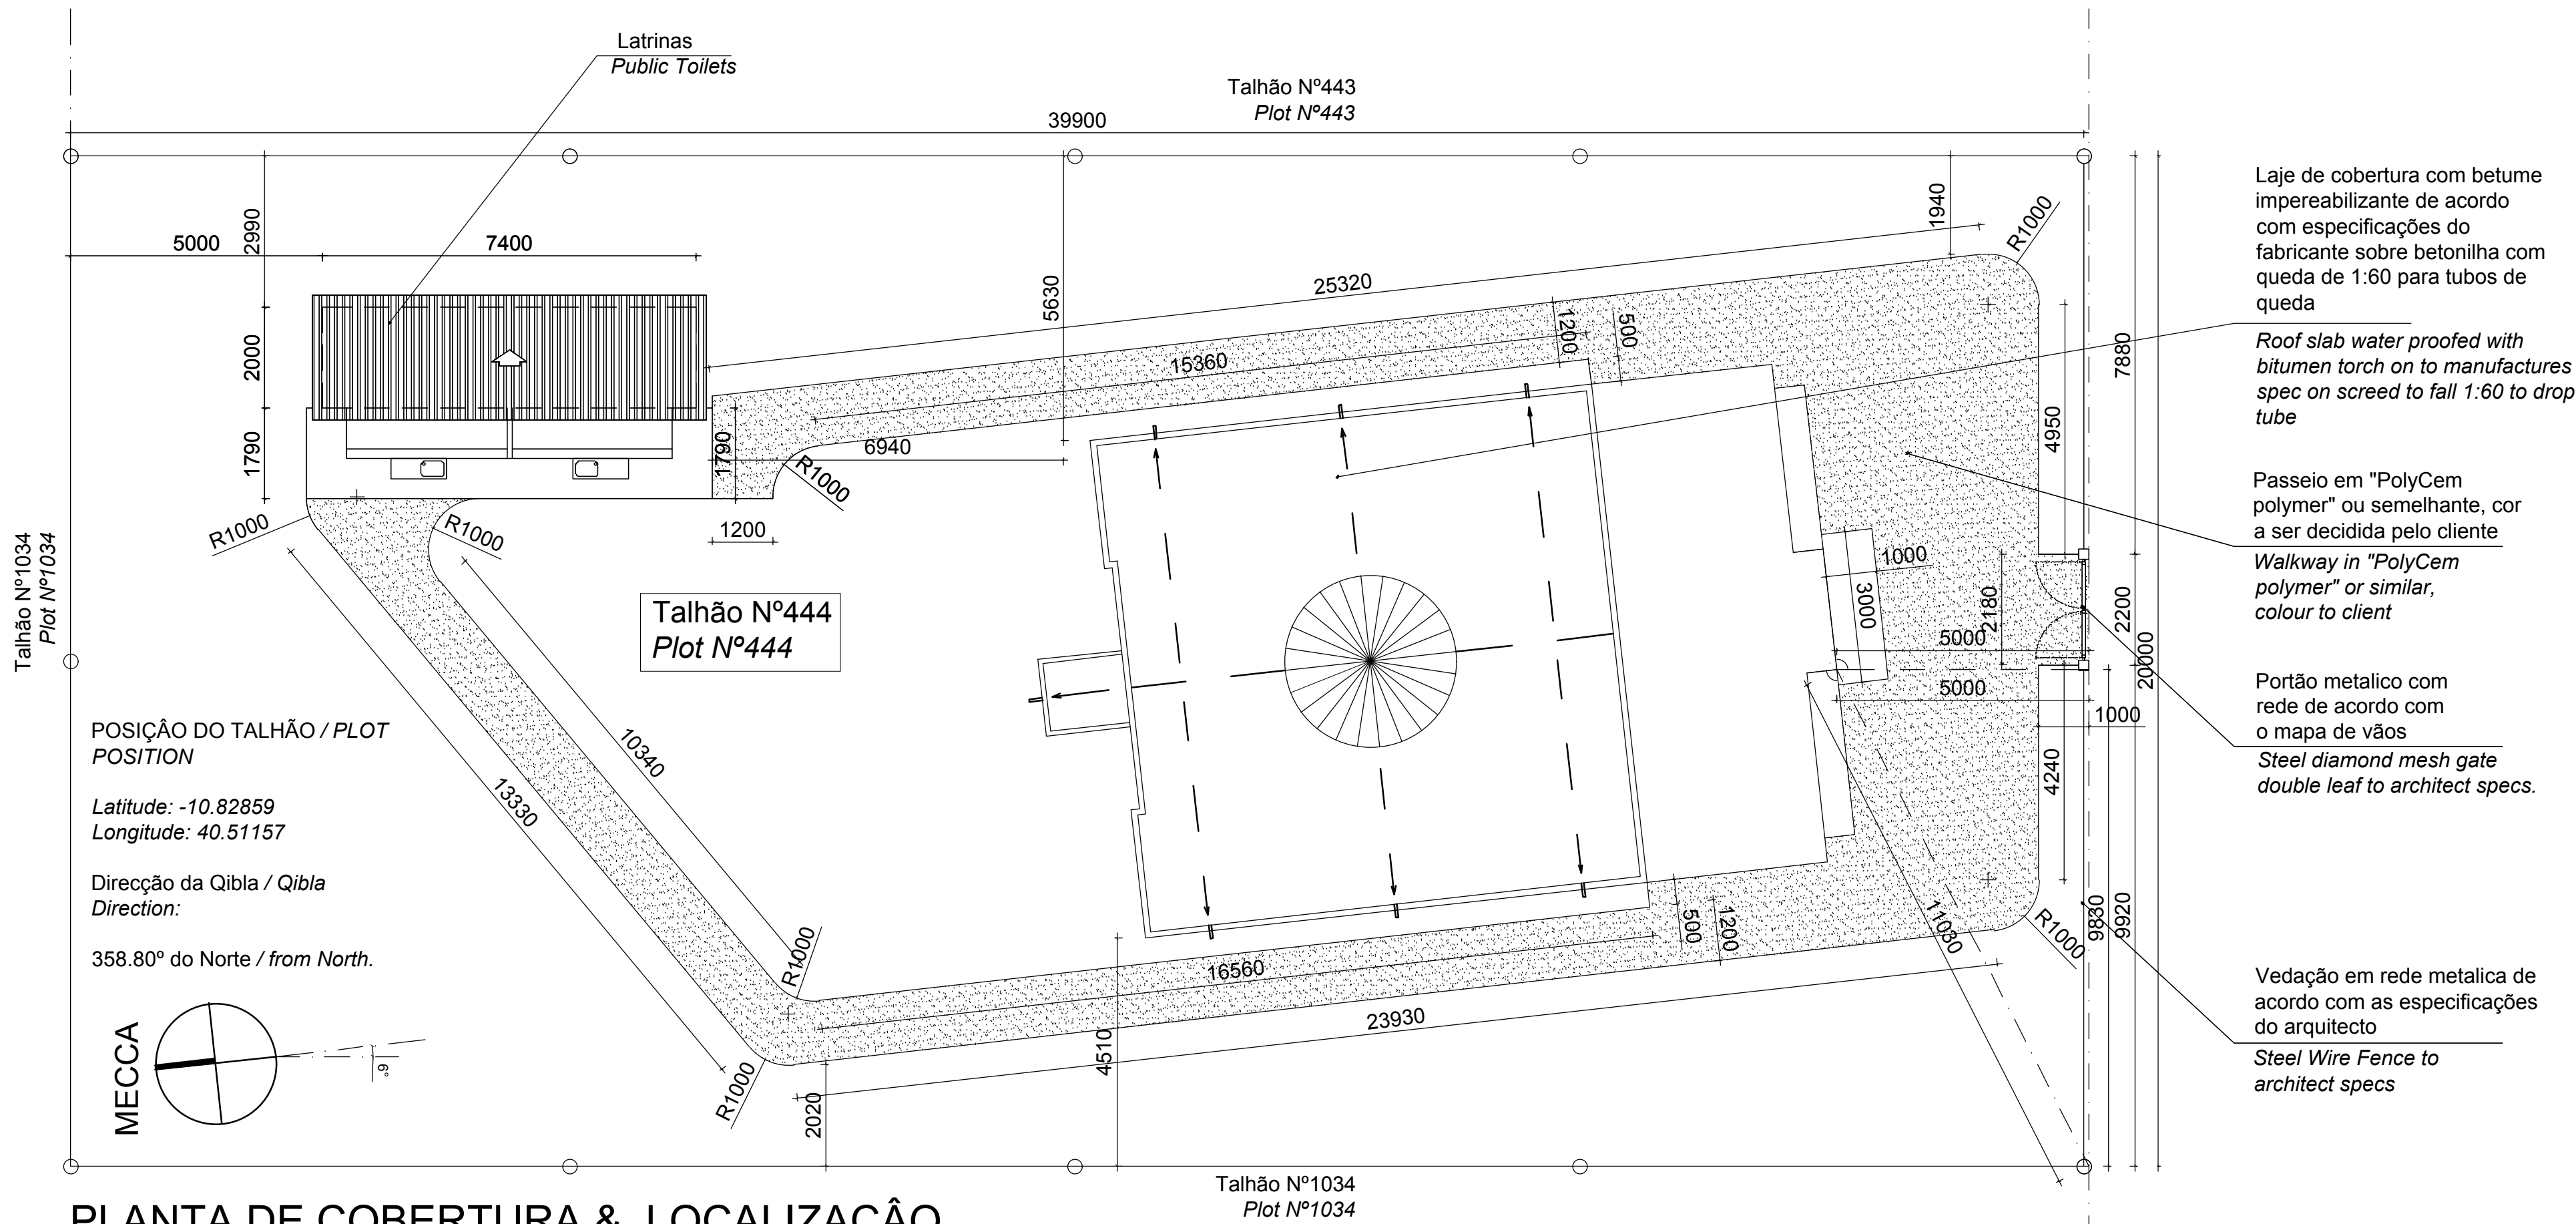 Latrinas
Public Toilets
Talhão Nº443
Plot Nº443
39900
5000
2990
7400
2000
1790
5630
1940
R1000
25320
15360
1200
500
1790
6940
R1000
1200
R1000
R1000
Talhão Nº1034
Plot Nº1034
Talhão Nº444
Plot Nº444
4950
7880
1000
3000
2180
2200
20000
5000
5000
1000
4240
9830
9920
R1000
11080
500
1200
10340
13330
R1000
16560
23930
4510
R1000
2020
POSIÇÂO DO TALHÃO / PLOT
POSITION
Latitude: -10.82859
Longitude: 40.51157
Direcção da Qibla / Qibla
Direction:
358.80º do Norte / from North.
MECCA
6°
Laje de cobertura com betume
impereabilizante de acordo
com especificações do
fabricante sobre betonilha com
queda de 1:60 para tubos de
queda
Roof slab water proofed with
bitumen torch on to manufactures
spec on screed to fall 1:60 to drop
tube
Passeio em "PolyCem
polymer" ou semelhante, cor
a ser decidida pelo cliente
Walkway in "PolyCem
polymer" or similar,
colour to client
Portão metalico com
rede de acordo com
o mapa de vãos
Steel diamond mesh gate
double leaf to architect specs.
Vedação em rede metalica de
acordo com as especificações
do arquitecto
Steel Wire Fence to
architect specs
Talhão Nº1034
Plot Nº1034
PLANTA DE COBERTURA & LOCALIZAÇÂO